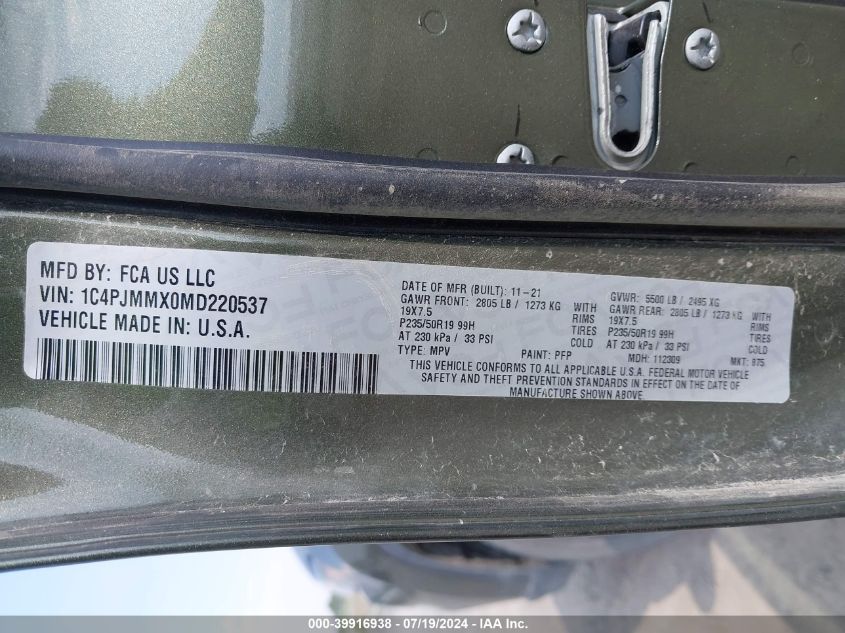 MFD BY: FCA US LLC
VIN: 1C4PJMMX0MD220537
VEHICLE MADE IN: U.S.A.
DATE OF MFR (BUILT): 11-21
GVWR: 5500 LB / 2495 KG
GAWR FRONT: 2805 LB / 1273 KG WITH
GAWR REAR: 2805 LB / 1273 KG WITH
19X7.5 RIMS
19X7.5 RIMS
P235/50R19 99H TIRES
P235/50R19 99H TIRES
AT 230 kPa / 33 PSI COLD
AT 230 kPa / 33 PSI COLD
TYPE: MPV PAINT: PFP MDH: 112309 MKT: 875
THIS VEHICLE CONFORMS TO ALL APPLICABLE U.S.A. FEDERAL MOTOR VEHICLE
SAFETY AND THEFT PREVENTION STANDARDS IN EFFECT ON THE DATE OF
MANUFACTURE SHOWN ABOVE.
IAA: 39916938 - 07/19/2024 - IAA Inc.